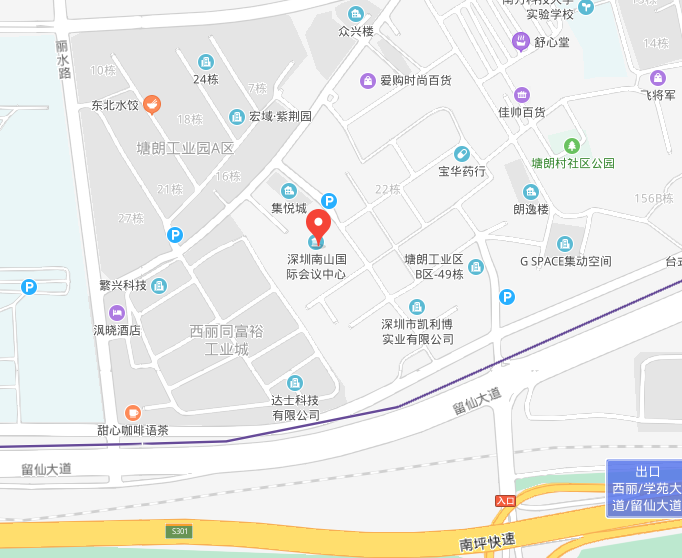 南方科技大学
实验学校
众兴楼
丽水路
舒心堂
14栋
10栋
24栋
7栋
爱购时尚百货
飞将军
东北水饺
佳帅百货
18栋
宏域·紫荆园
塘朗工业园A区
宝华药行
塘朗村社区公园
16栋
21栋
22栋
集悦城
朗逸楼
156B栋
27栋
P
P
深圳南山国
际会议中心
塘朗工业区
B区-49栋
G SPACE集动空间
台式
P
繁兴科技
P
沨晓酒店
深圳市凯利博
实业有限公司
西丽同富裕
工业城
达士科技
有限公司
留仙大道
甜心咖啡语茶
留仙大道
出口
西丽/学苑大
道/留仙大道
入口
S301
南坪快速